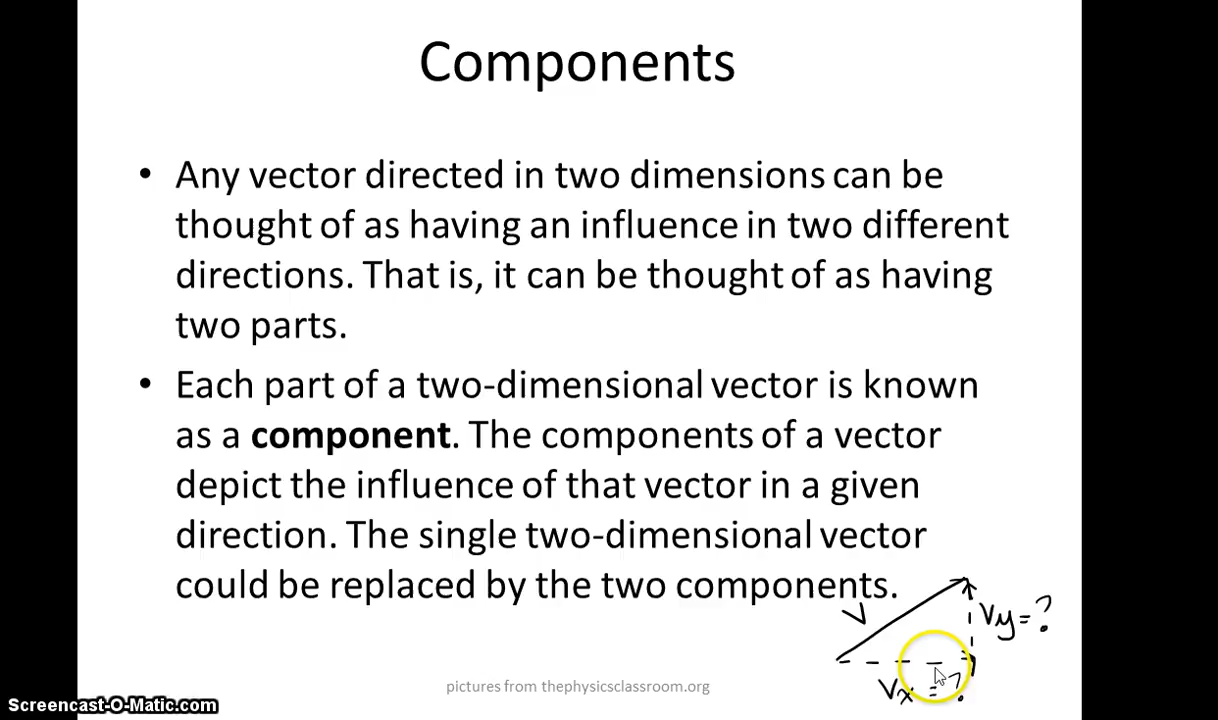 Components
• Any vector directed in two dimensions can be
thought of as having an influence in two different
directions. That is, it can be thought of as having
two parts.
• Each part of a two-dimensional vector is known
as a component. The components of a vector
depict the influence of that vector in a given
direction. The single two-dimensional vector
could be replaced by the two components.
V
Vy=?
Vx=?
pictures from thephysicsclassroom.org
Screencast-O-Matic.com